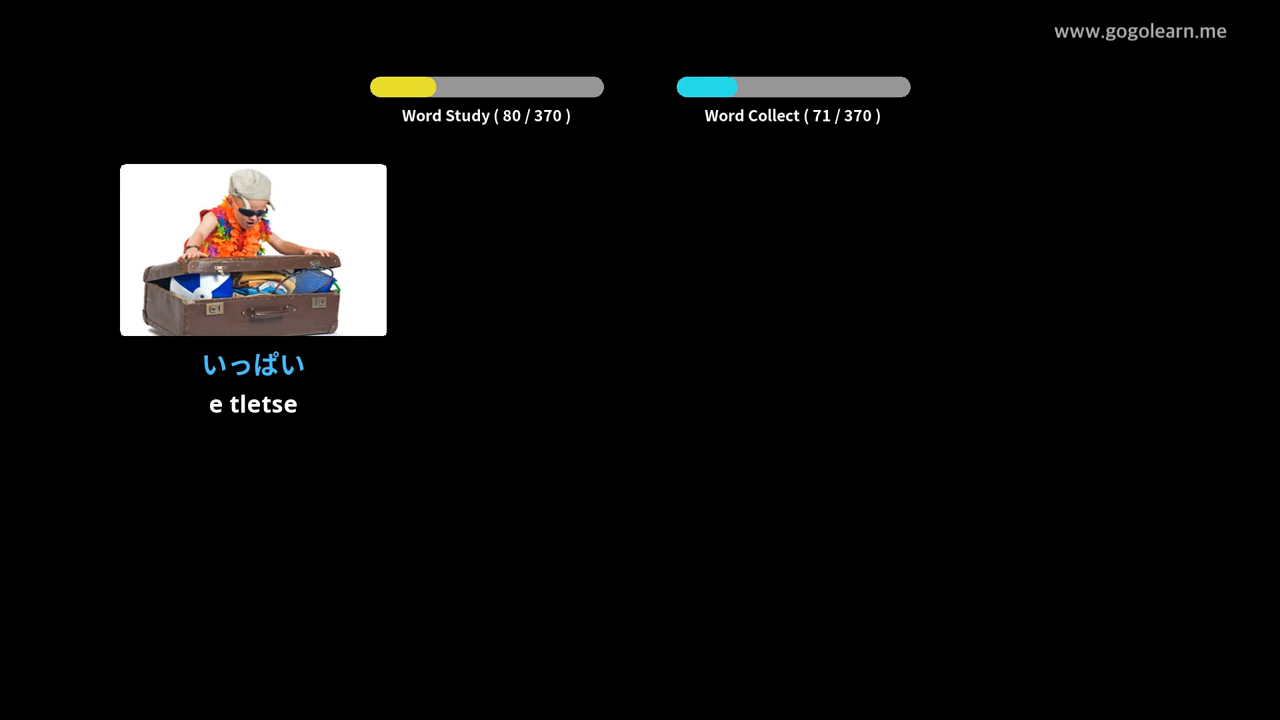 www.gogolearn.me
Word Study ( 80 / 370 )
Word Collect ( 71 / 370 )
いっぱい
e tletse